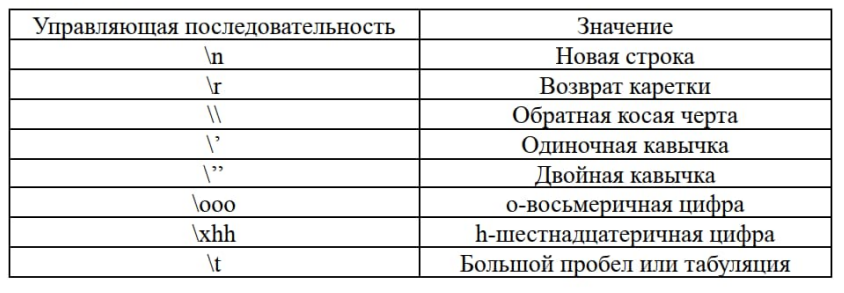 Управляющая последовательность Значение
\n Новая строка
\r Возврат каретки
\\ Обратная косая черта
\’ Одиночная кавычка
\’’ Двойная кавычка
\ooo o-восьмеричная цифра
\xhh h-шестнадцатеричная цифра
\t Большой пробел или табуляция